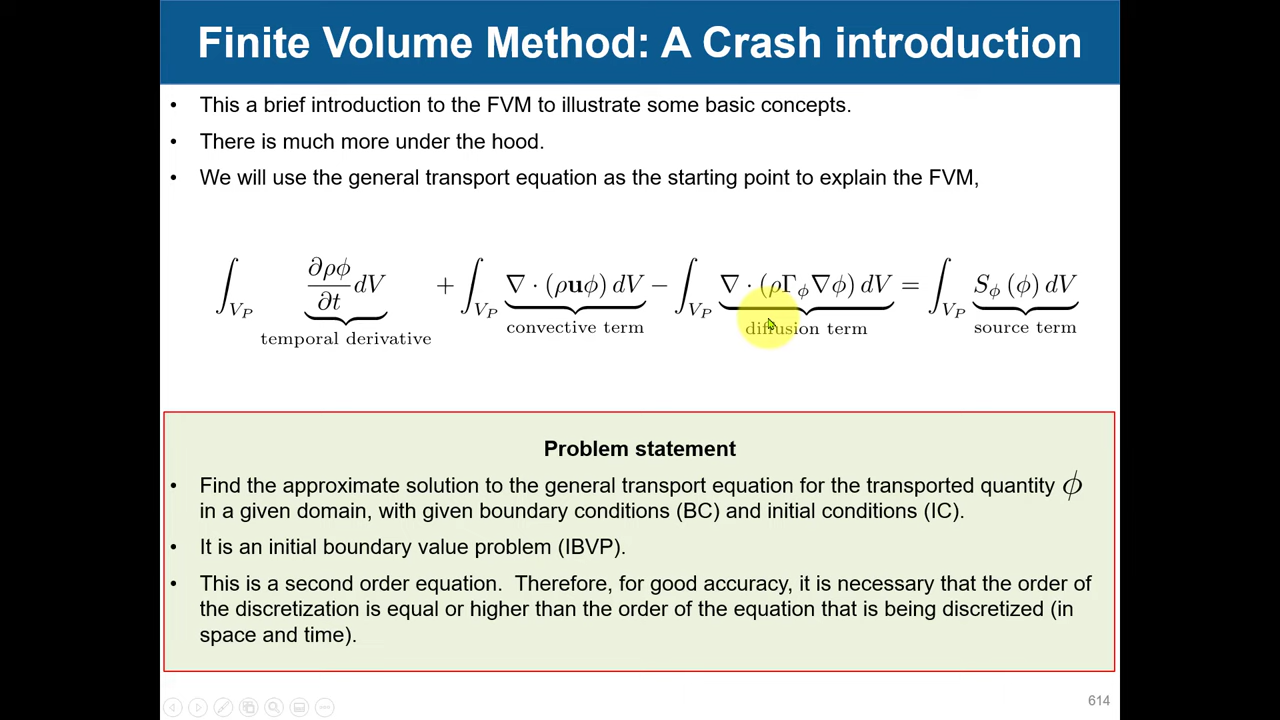 Finite Volume Method: A Crash introduction
• This a brief introduction to the FVM to illustrate some basic concepts.
• There is much more under the hood.
• We will use the general transport equation as the starting point to explain the FVM,
∫_{V_P} ∂ρϕ/∂t dV + ∫_{V_P} ∇ · (ρ𝐮ϕ) dV − ∫_{V_P} ∇ · (ρΓ_ϕ∇ϕ) dV = ∫_{V_P} S_ϕ (ϕ) dV
temporal derivative convective term diffusion term source term
Problem statement
• Find the approximate solution to the general transport equation for the transported quantity ϕ
in a given domain, with given boundary conditions (BC) and initial conditions (IC).
• It is an initial boundary value problem (IBVP).
• This is a second order equation. Therefore, for good accuracy, it is necessary that the order of
the discretization is equal or higher than the order of the equation that is being discretized (in
space and time).
614